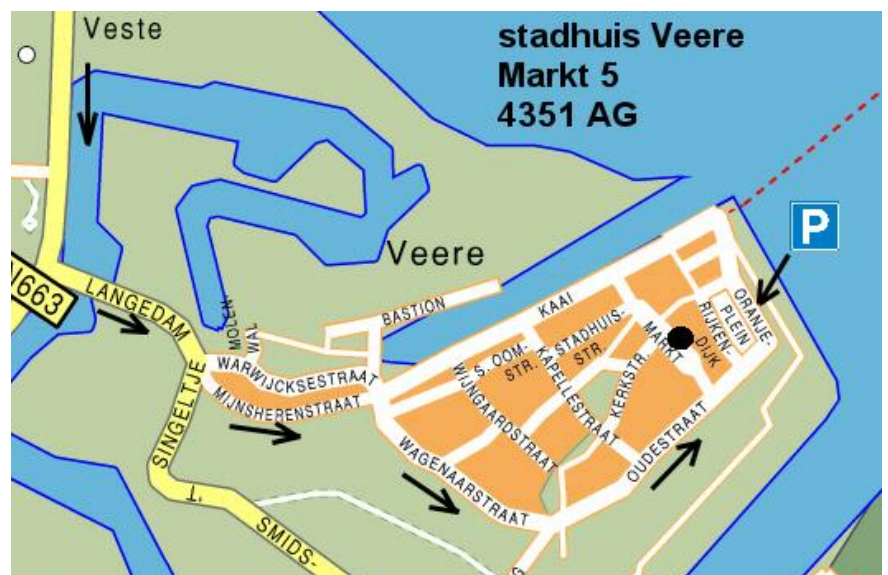 Veste
stadhuis Veere
Markt 5
4351 AG
P
Veere
N663
LANGEDAM
MOLEN
WAL
BASTION
KAAI
ORANJE-
PLEIN
RIJKEN-
DIJK
MARKT
STADHUIS-
STR.
S. OOM-
STR.
WARWIJCKSESTRAAT
MIJNSHERENSTRAAT
WIJNGAARDSTRAAT
KAPELLESTRAAT
KERKSTR.
WAGENAARSTRAAT
OUDESTRAAT
SINGELTJE
'T
SMIDS-